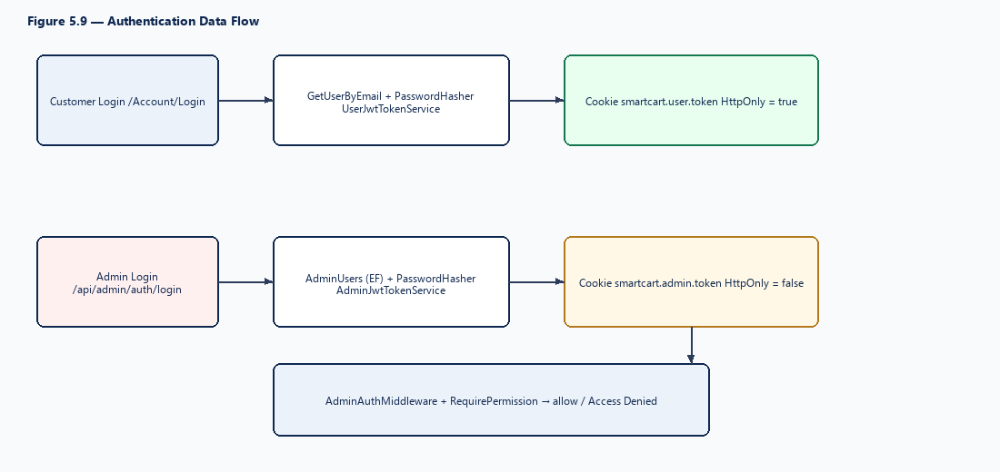 Figure 5.9 — Authentication Data Flow
Customer Login /Account/Login
GetUserByEmail + PasswordHasher
UserJwtTokenService
Cookie smartcart.user.token HttpOnly = true
Admin Login
/api/admin/auth/login
AdminUsers (EF) + PasswordHasher
AdminJwtTokenService
Cookie smartcart.admin.token HttpOnly = false
AdminAuthMiddleware + RequirePermission → allow / Access Denied